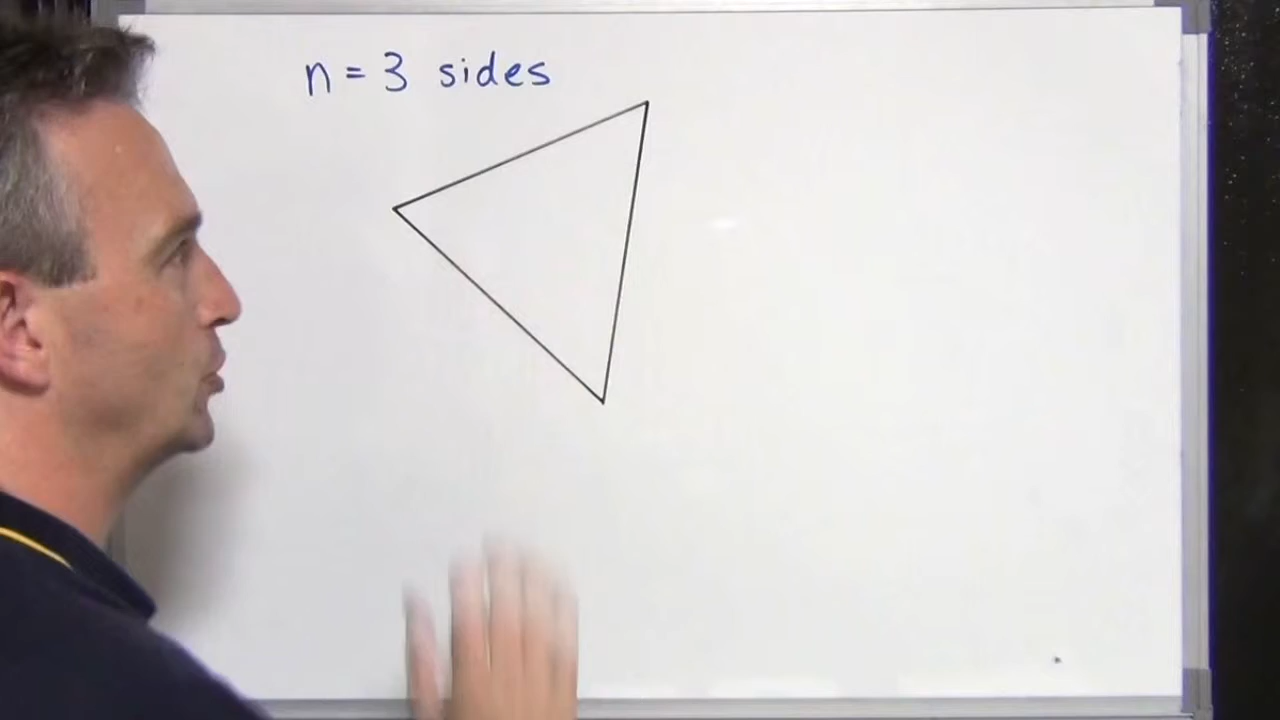 n = 3 sides